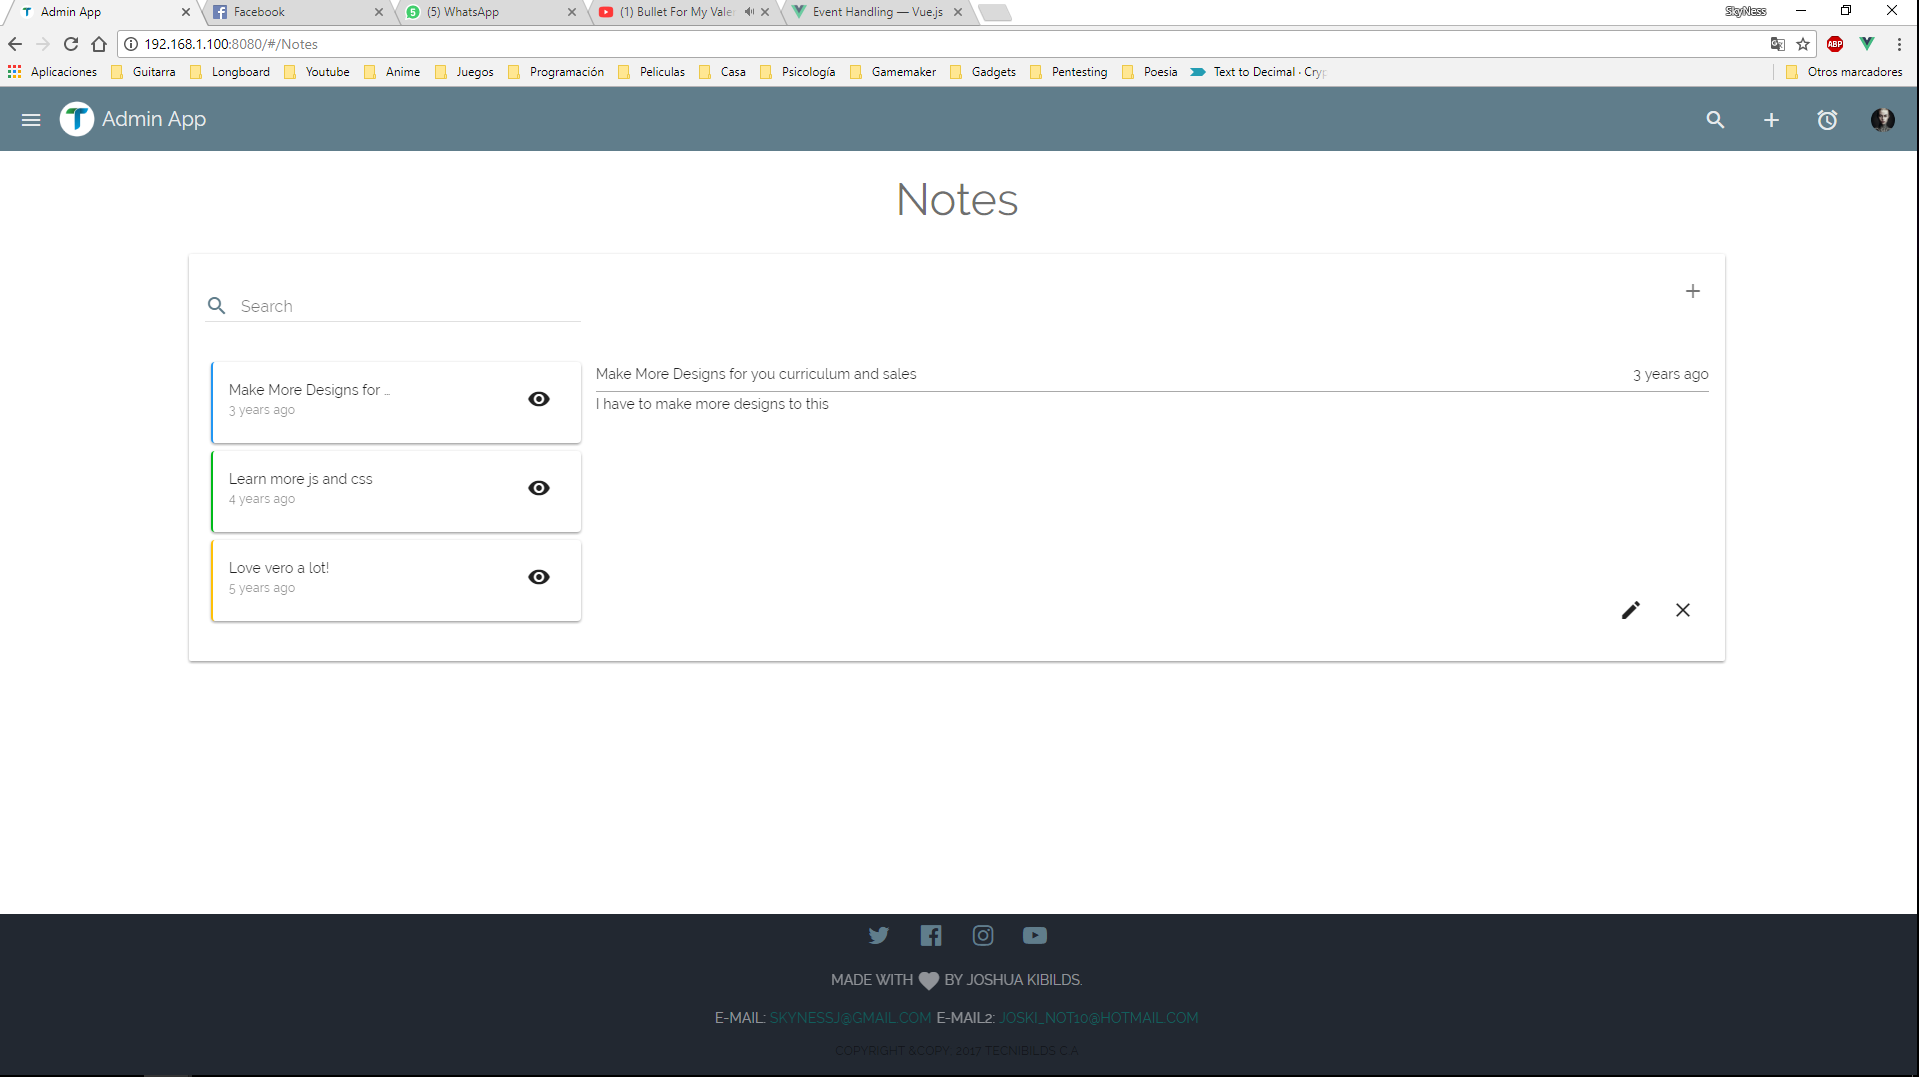 Admin App
Facebook
(5) WhatsApp
(1) Bullet For My Vale
Event Handling — Vue.js
SkyNess
192.168.1.100:8080/#/Notes
ABP
Aplicaciones
Guitarra
Longboard
Youtube
Anime
Juegos
Programación
Peliculas
Casa
Psicología
Gamemaker
Gadgets
Pentesting
Poesia
Text to Decimal · Cryp
Otros marcadores
Admin App
Notes
Search
Make More Designs for ...
3 years ago
Learn more js and css
4 years ago
Love vero a lot!
5 years ago
Make More Designs for you curriculum and sales
3 years ago
I have to make more designs to this
MADE WITH BY JOSHUA KIBILDS.
E-MAIL: SKYNESSJ@GMAIL.COM E-MAIL2: JOSKI_NOT10@HOTMAIL.COM
COPYRIGHT &COPY; 2017 TECNIBILDS C.A